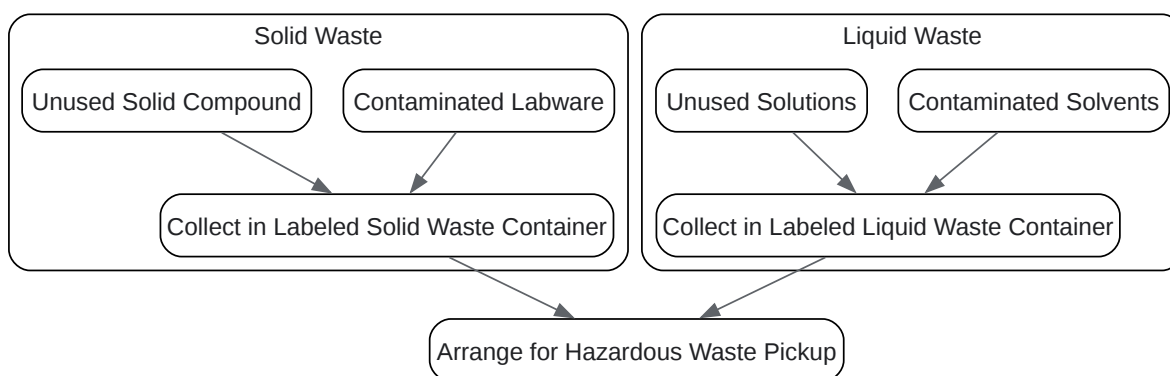 Solid Waste
Liquid Waste
Unused Solid Compound
Contaminated Labware
Unused Solutions
Contaminated Solvents
Collect in Labeled Solid Waste Container
Collect in Labeled Liquid Waste Container
Arrange for Hazardous Waste Pickup